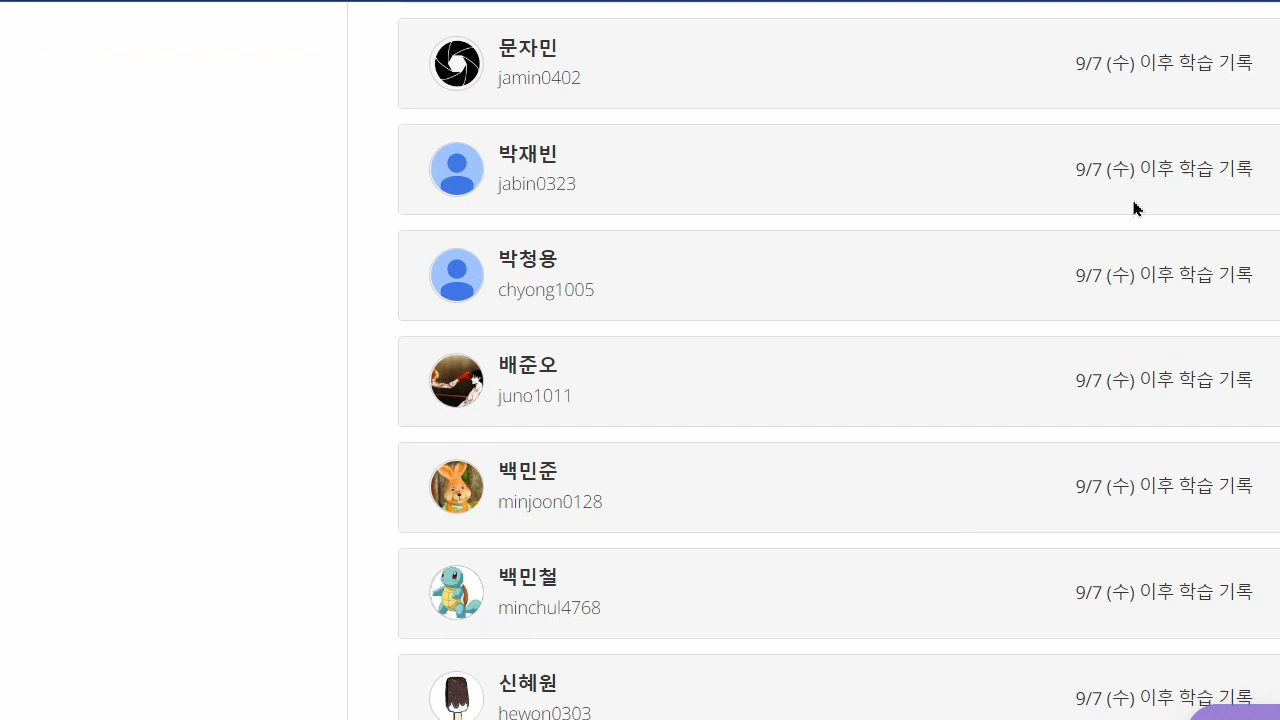 문자민
jamin0402
9/7 (수) 이후 학습 기록
박재빈
jabin0323
9/7 (수) 이후 학습 기록
박청용
chyong1005
9/7 (수) 이후 학습 기록
배준오
juno1011
9/7 (수) 이후 학습 기록
백민준
minjoon0128
9/7 (수) 이후 학습 기록
백민철
minchul4768
9/7 (수) 이후 학습 기록
신혜원
hewon0303
9/7 (수) 이후 학습 기록